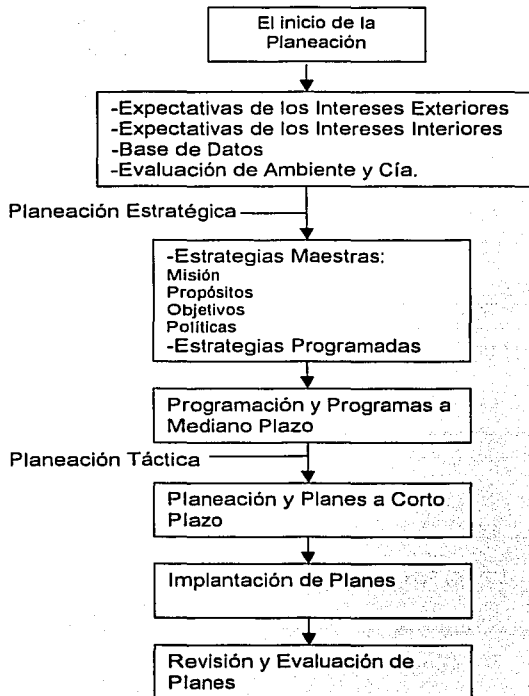 El inicio de la
Planeación
-Expectativas de los Intereses Exteriores
-Expectativas de los Intereses Interiores
-Base de Datos
-Evaluación de Ambiente y Cía.
Planeación Estratégica
-Estrategias Maestras:
Misión
Propósitos
Objetivos
Políticas
-Estrategias Programadas
Programación y Programas a
Mediano Plazo
Planeación Táctica
Planeación y Planes a Corto
Plazo
Implantación de Planes
Revisión y Evaluación de
Planes